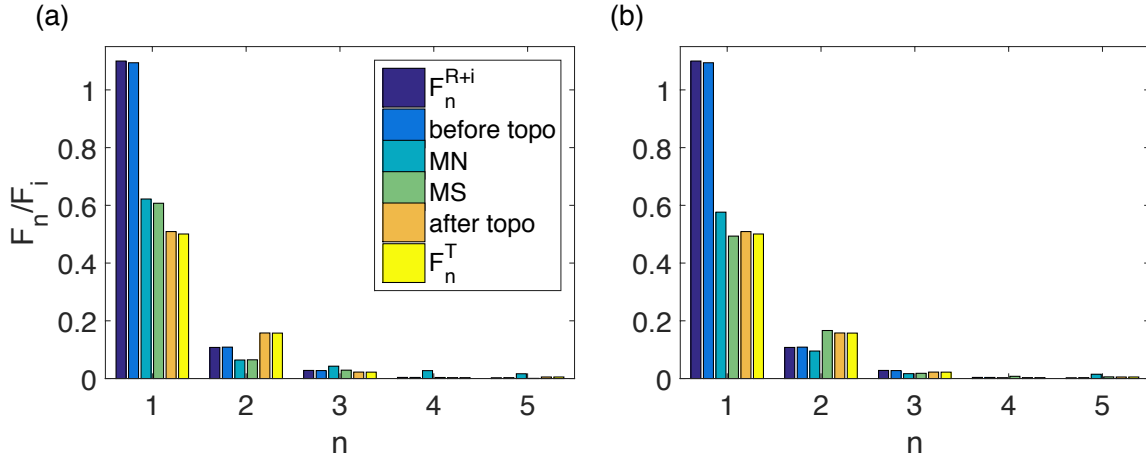 (a)
F_n/F_i
1
0.8
0.6
0.4
0.2
0
1 2 3 4 5
n
F_n^{R+i}
before topo
MN
MS
after topo
F_n^T
(b)
1
0.8
0.6
0.4
0.2
0
1 2 3 4 5
n